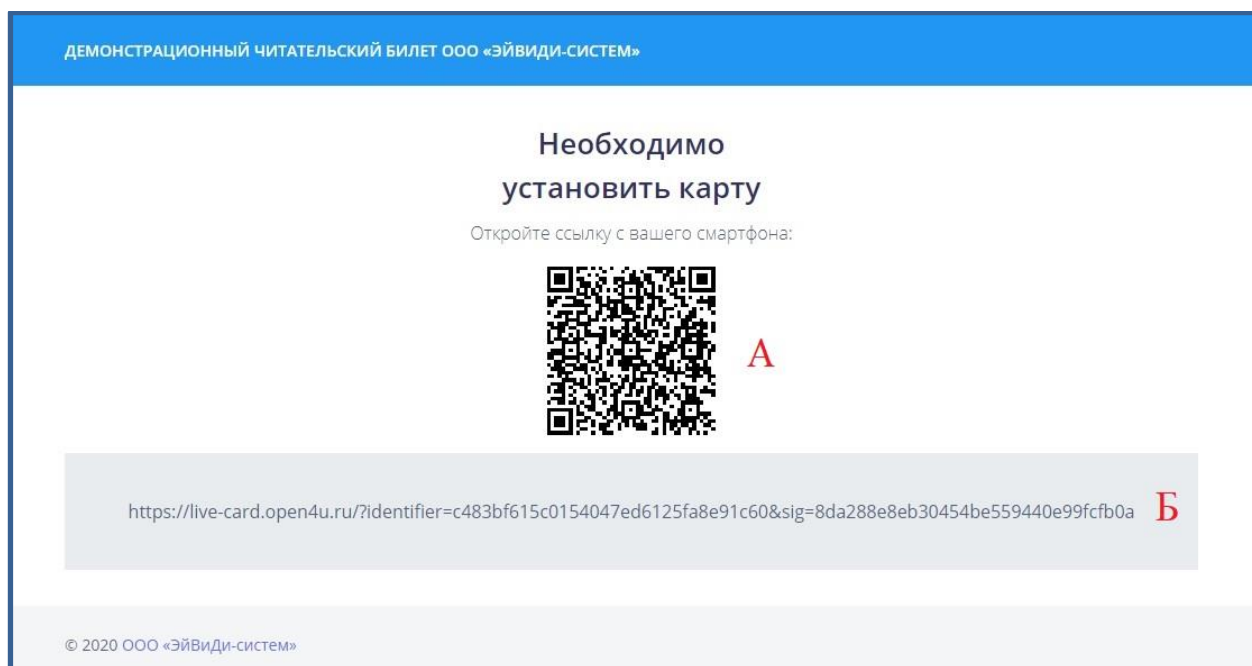 ДЕМОНСТРАЦИОННЫЙ ЧИТАТЕЛЬСКИЙ БИЛЕТ ООО «ЭЙВИДИ-СИСТЕМ»
Необходимо
установить карту
Откройте ссылку с вашего смартфона:
А
https://live-card.open4u.ru/?identifier=c483bf615c0154047ed6125fa8e91c60&sig=8da288e8eb30454be559440e99fcfb0a Б
© 2020 ООО «ЭйВиДи-систем»